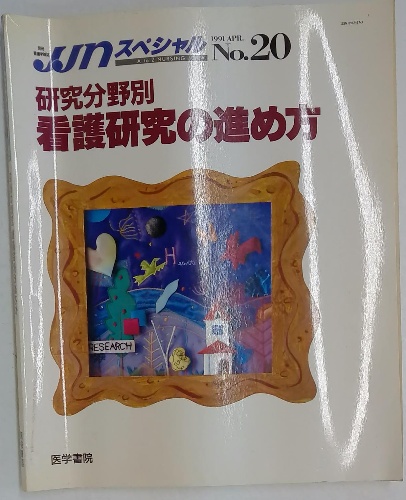 JJNスペシャル
1991 APR.
No.20
研究分野別
看護研究の進め方
H
RESEARCH
医学書院